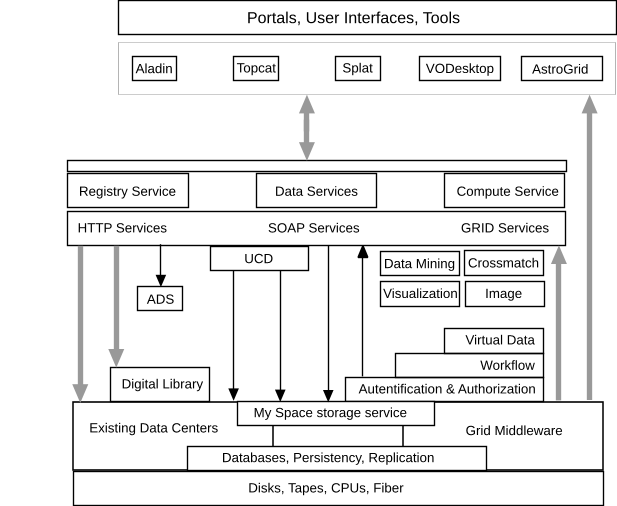 Portals, User Interfaces, Tools
Aladin
Topcat
Splat
VODesktop
AstroGrid
Registry Service
Data Services
Compute Service
HTTP Services
SOAP Services
GRID Services
UCD
Data Mining
Crossmatch
ADS
Visualization
Image
Virtual Data
Workflow
Digital Library
Autentification & Authorization
My Space storage service
Existing Data Centers
Grid Middleware
Databases, Persistency, Replication
Disks, Tapes, CPUs, Fiber